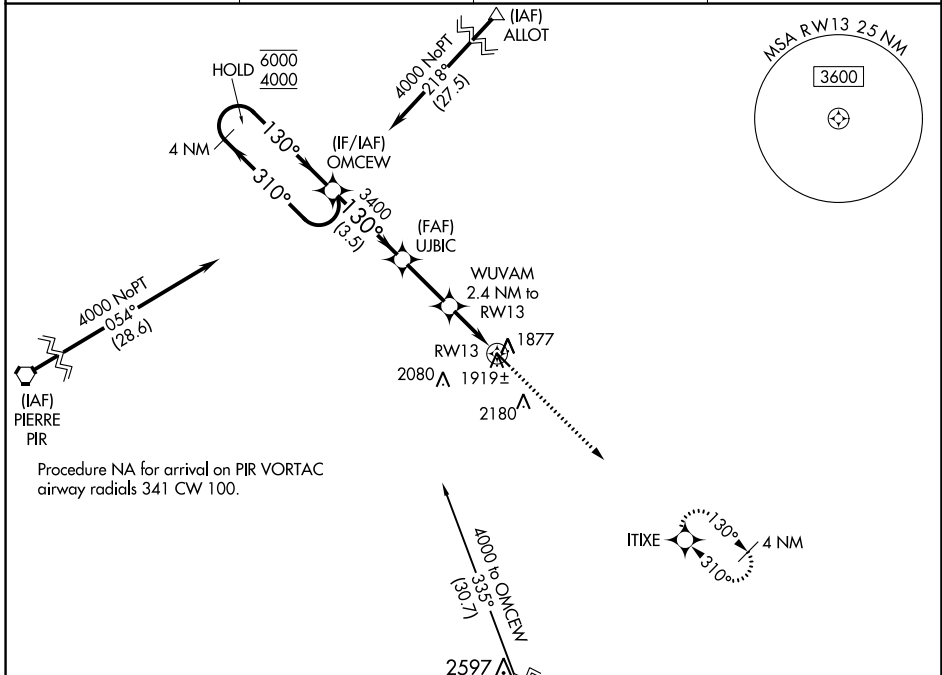 (IAF)
ALLOT
4000 NoPT
218°
(27.5)
MSA RW13 25 NM
3600
HOLD
6000
4000
4 NM
130°
310°
(IF/IAF)
OMCEW
3400
130°
(3.5)
(FAF)
UJBIC
WUVAM
2.4 NM to
RW13
RW13
1877
1919±
2080
2180
4000 NoPT
054°
(28.6)
(IAF)
PIERRE
PIR
Procedure NA for arrival on PIR VORTAC
airway radials 341 CW 100.
ITIXE
130°
310°
4 NM
4000 to OMCEW
335°
(30.7)
2597